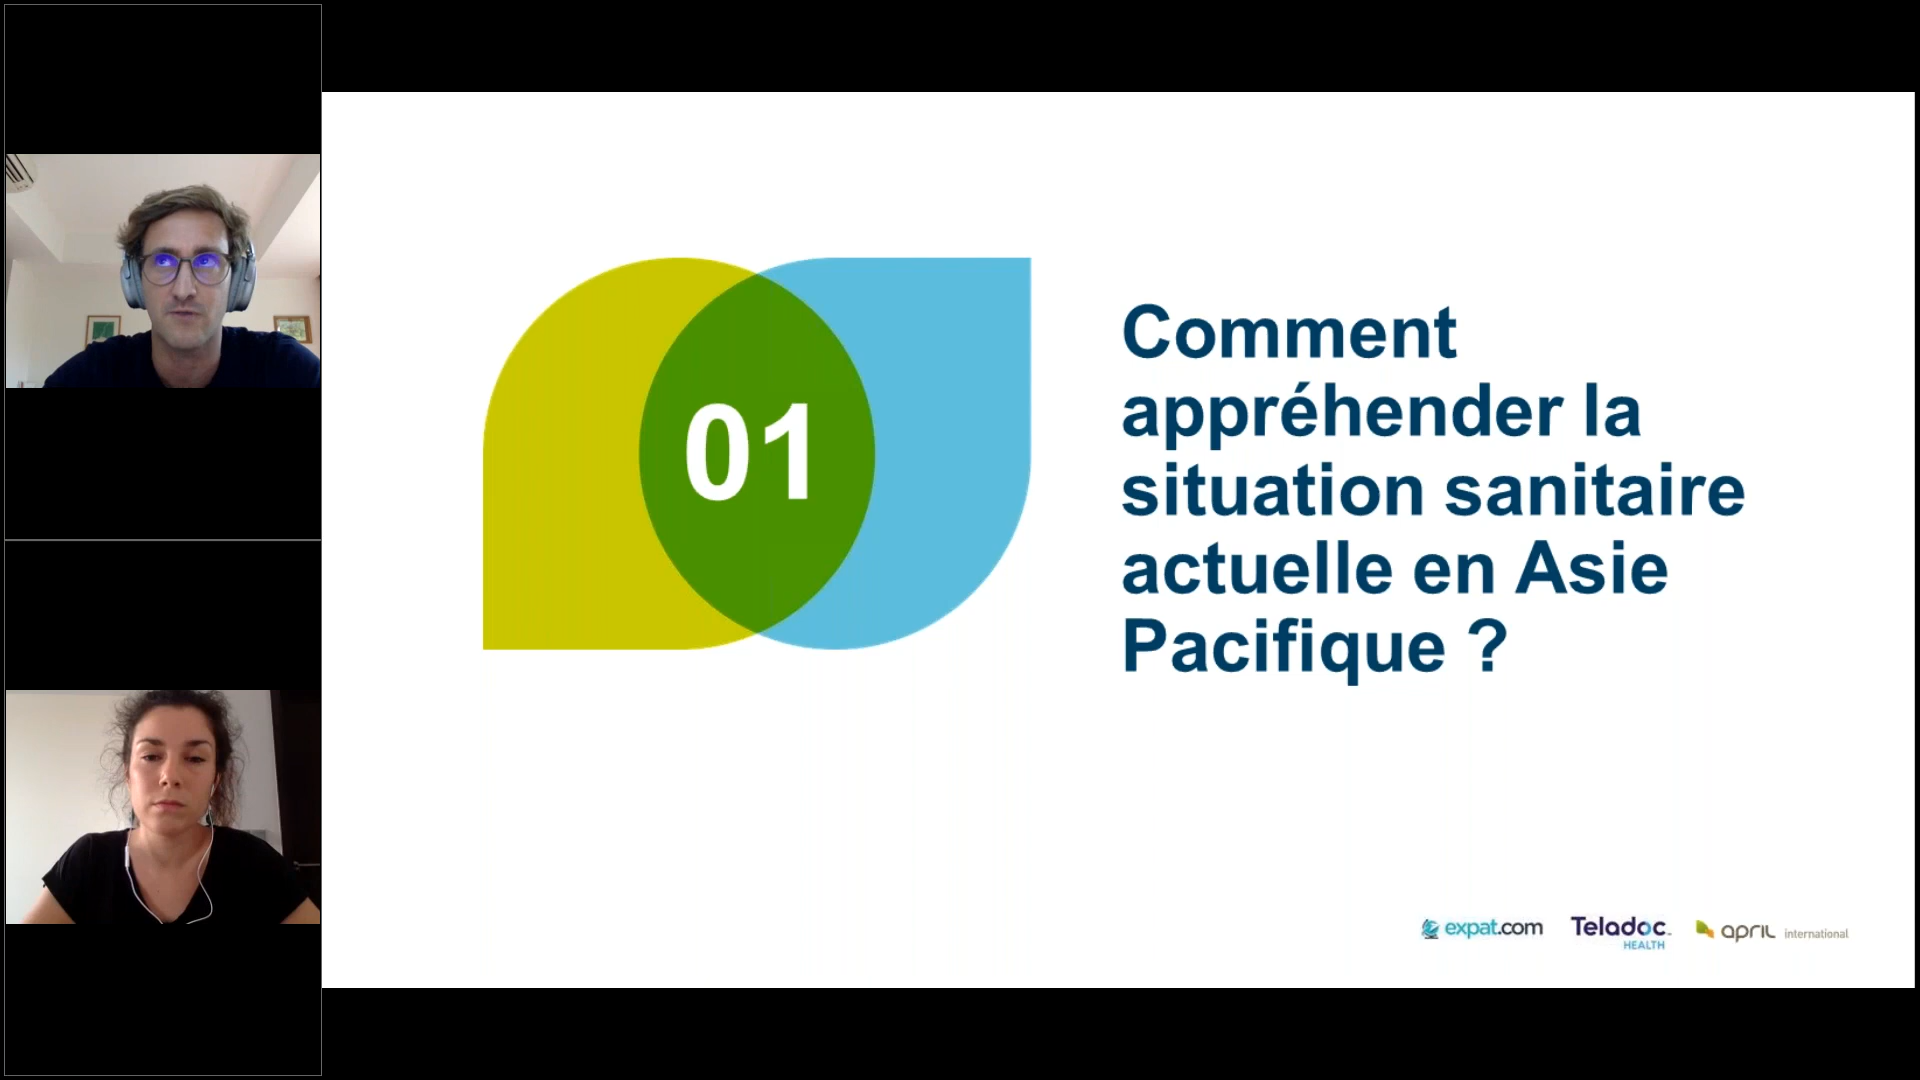 01
Comment
appréhender la
situation sanitaire
actuelle en Asie
Pacifique ?
expat.com
Teladoc
HEALTH
april international